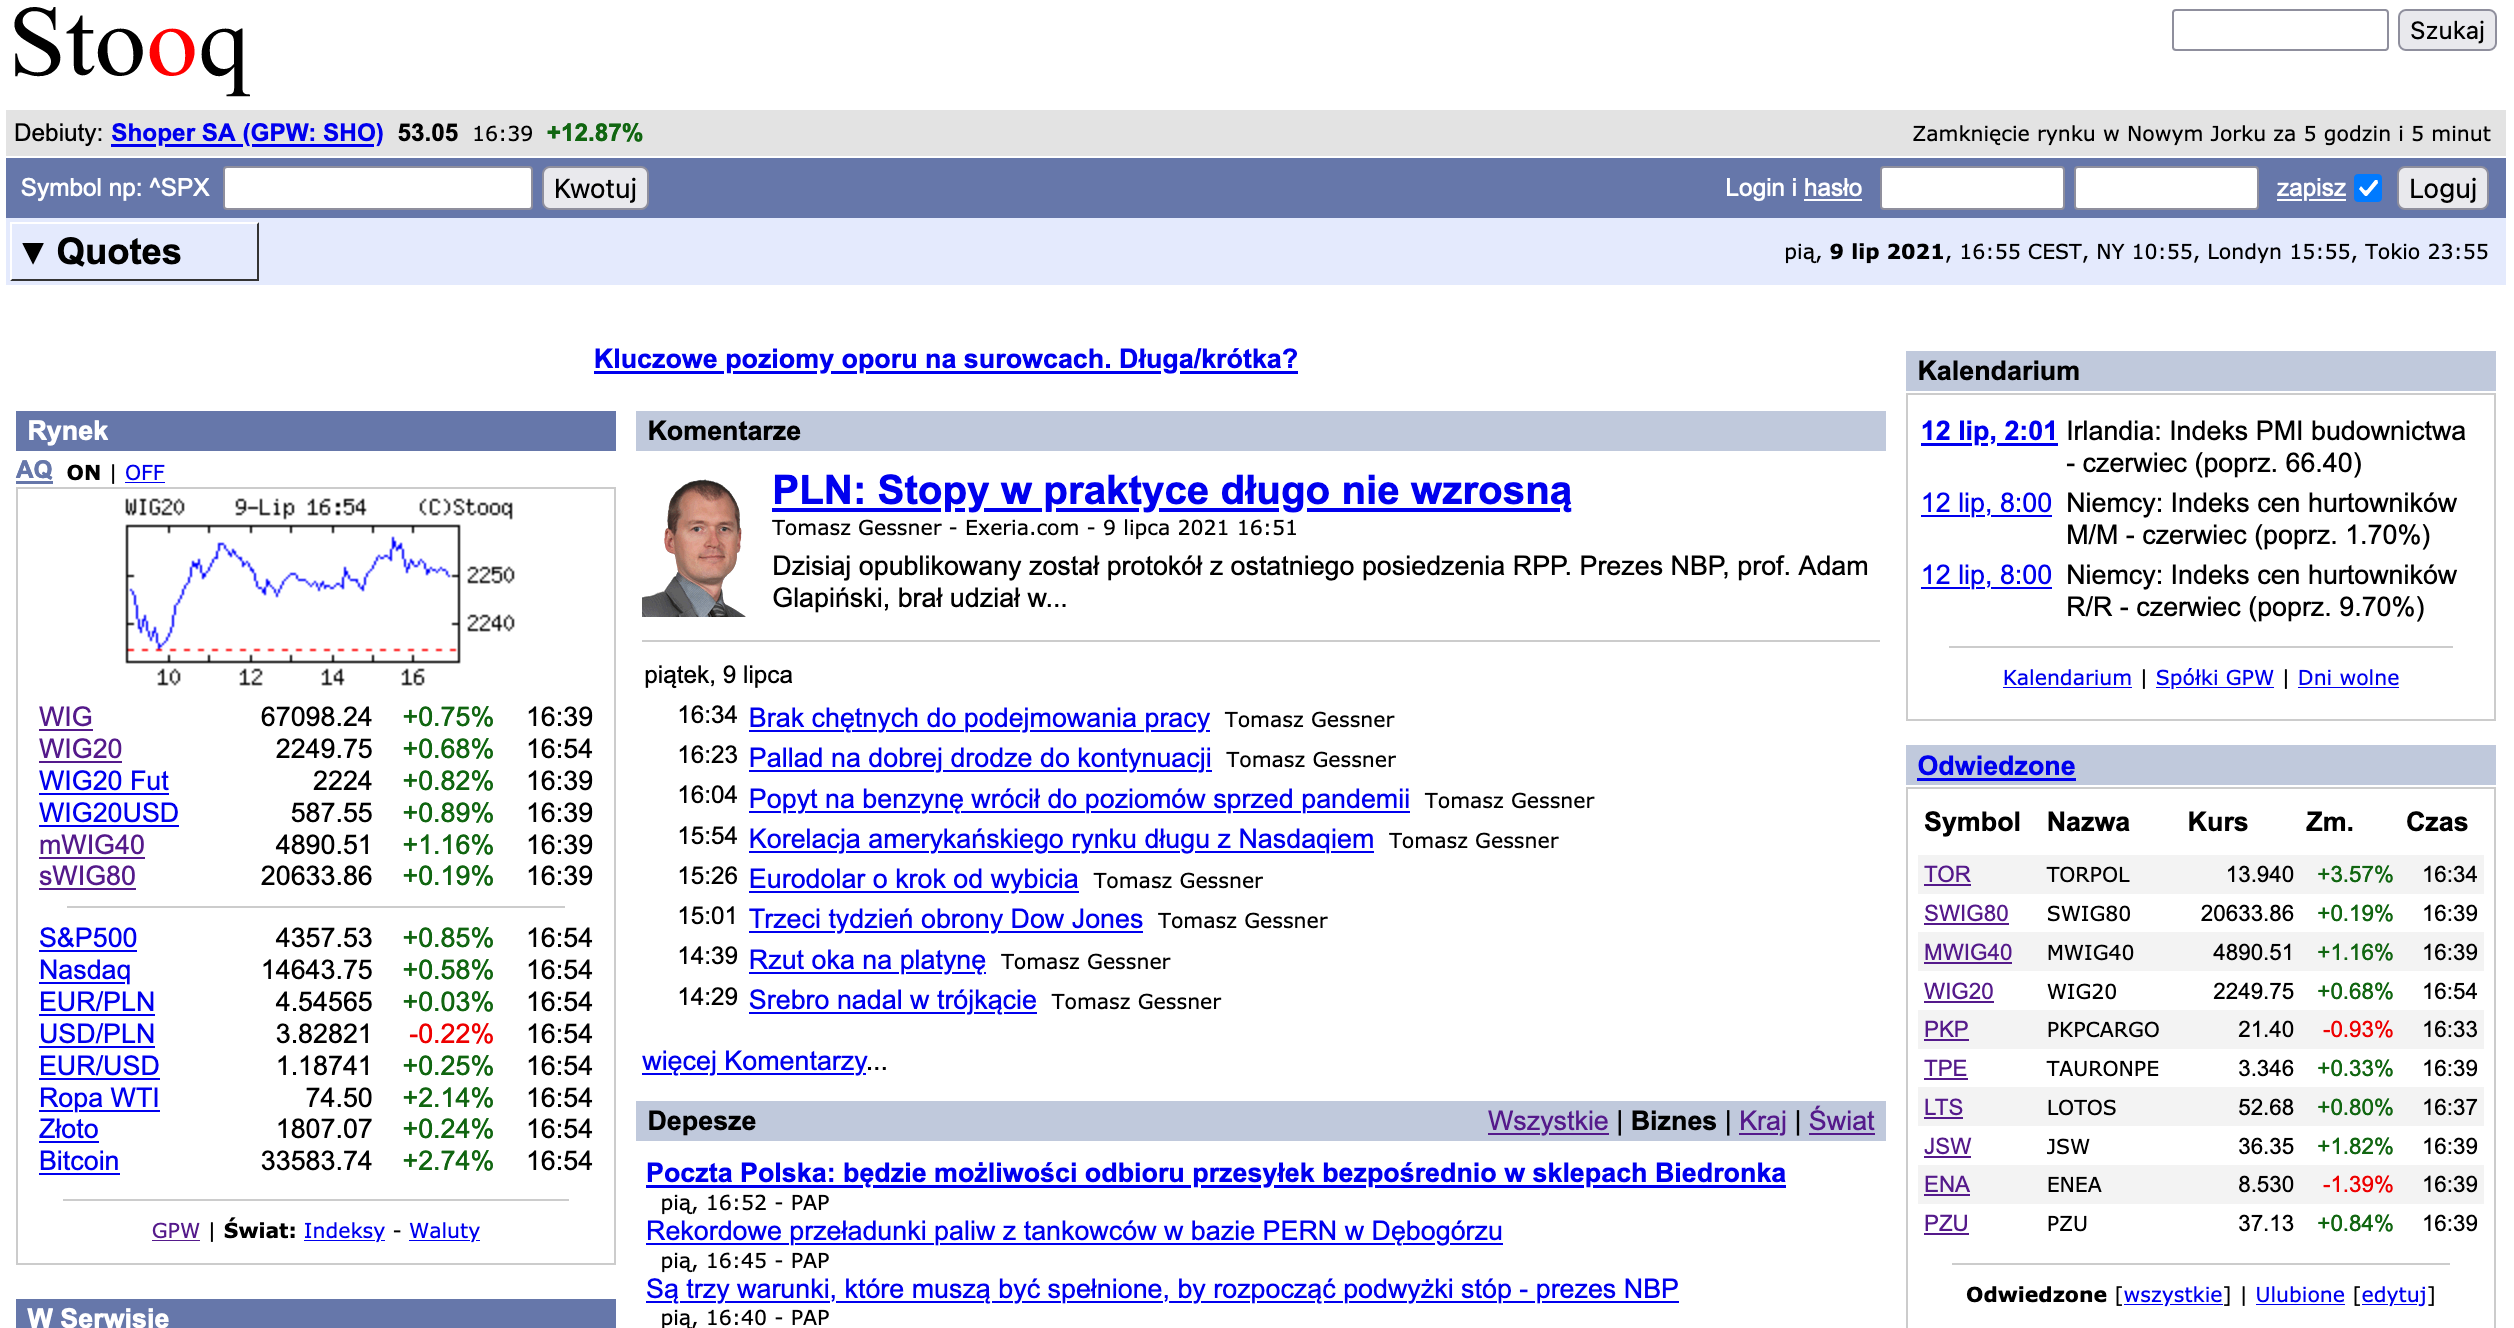 Stooq
Szukaj
Debiuty: Shoper SA (GPW: SHO) 53.05 16:39 +12.87%
Zamknięcie rynku w Nowym Jorku za 5 godzin i 5 minut
Symbol np: ^SPX Kwotuj
Login i hasło zapisz Loguj
▼ Quotes
pią, 9 lip 2021, 16:55 CEST, NY 10:55, Londyn 15:55, Tokio 23:55
Kluczowe poziomy oporu na surowcach. Długa/krótka?
Rynek
AQ ON | OFF
WIG20 9-Lip 16:54 (C)Stooq
2250
2240
10 12 14 16
WIG 67098.24 +0.75% 16:39
WIG20 2249.75 +0.68% 16:54
WIG20 Fut 2224 +0.82% 16:39
WIG20USD 587.55 +0.89% 16:39
mWIG40 4890.51 +1.16% 16:39
sWIG80 20633.86 +0.19% 16:39
S&P500 4357.53 +0.85% 16:54
Nasdaq 14643.75 +0.58% 16:54
EUR/PLN 4.54565 +0.03% 16:54
USD/PLN 3.82821 -0.22% 16:54
EUR/USD 1.18741 +0.25% 16:54
Ropa WTI 74.50 +2.14% 16:54
Złoto 1807.07 +0.24% 16:54
Bitcoin 33583.74 +2.74% 16:54
GPW | Świat: Indeksy - Waluty
W Serwisie
Komentarze
PLN: Stopy w praktyce długo nie wzrosną
Tomasz Gessner - Exeria.com - 9 lipca 2021 16:51
Dzisiaj opublikowany został protokół z ostatniego posiedzenia RPP. Prezes NBP, prof. Adam
Glapiński, brał udział w...
piątek, 9 lipca
16:34 Brak chętnych do podejmowania pracy Tomasz Gessner
16:23 Pallad na dobrej drodze do kontynuacji Tomasz Gessner
16:04 Popyt na benzynę wrócił do poziomów sprzed pandemii Tomasz Gessner
15:54 Korelacja amerykańskiego rynku długu z Nasdaqiem Tomasz Gessner
15:26 Eurodolar o krok od wybicia Tomasz Gessner
15:01 Trzeci tydzień obrony Dow Jones Tomasz Gessner
14:39 Rzut oka na platynę Tomasz Gessner
14:29 Srebro nadal w trójkącie Tomasz Gessner
więcej Komentarzy...
Depesze Wszystkie | Biznes | Kraj | Świat
Poczta Polska: będzie możliwości odbioru przesyłek bezpośrednio w sklepach Biedronka
pią, 16:52 - PAP
Rekordowe przeładunki paliw z tankowców w bazie PERN w Dębogórzu
pią, 16:45 - PAP
Są trzy warunki, które muszą być spełnione, by rozpocząć podwyżki stóp - prezes NBP
pią, 16:40 - PAP
Kalendarium
12 lip, 2:01 Irlandia: Indeks PMI budownictwa
- czerwiec (poprz. 66.40)
12 lip, 8:00 Niemcy: Indeks cen hurtowników
M/M - czerwiec (poprz. 1.70%)
12 lip, 8:00 Niemcy: Indeks cen hurtowników
R/R - czerwiec (poprz. 9.70%)
Kalendarium | Spółki GPW | Dni wolne
Odwiedzone
Symbol Nazwa Kurs Zm. Czas
TOR TORPOL 13.940 +3.57% 16:34
SWIG80 SWIG80 20633.86 +0.19% 16:39
MWIG40 MWIG40 4890.51 +1.16% 16:39
WIG20 WIG20 2249.75 +0.68% 16:54
PKP PKPCARGO 21.40 -0.93% 16:33
TPE TAURONPE 3.346 +0.33% 16:39
LTS LOTOS 52.68 +0.80% 16:37
JSW JSW 36.35 +1.82% 16:39
ENA ENEA 8.530 -1.39% 16:39
PZU PZU 37.13 +0.84% 16:39
Odwiedzone [wszystkie] | Ulubione [edytuj]